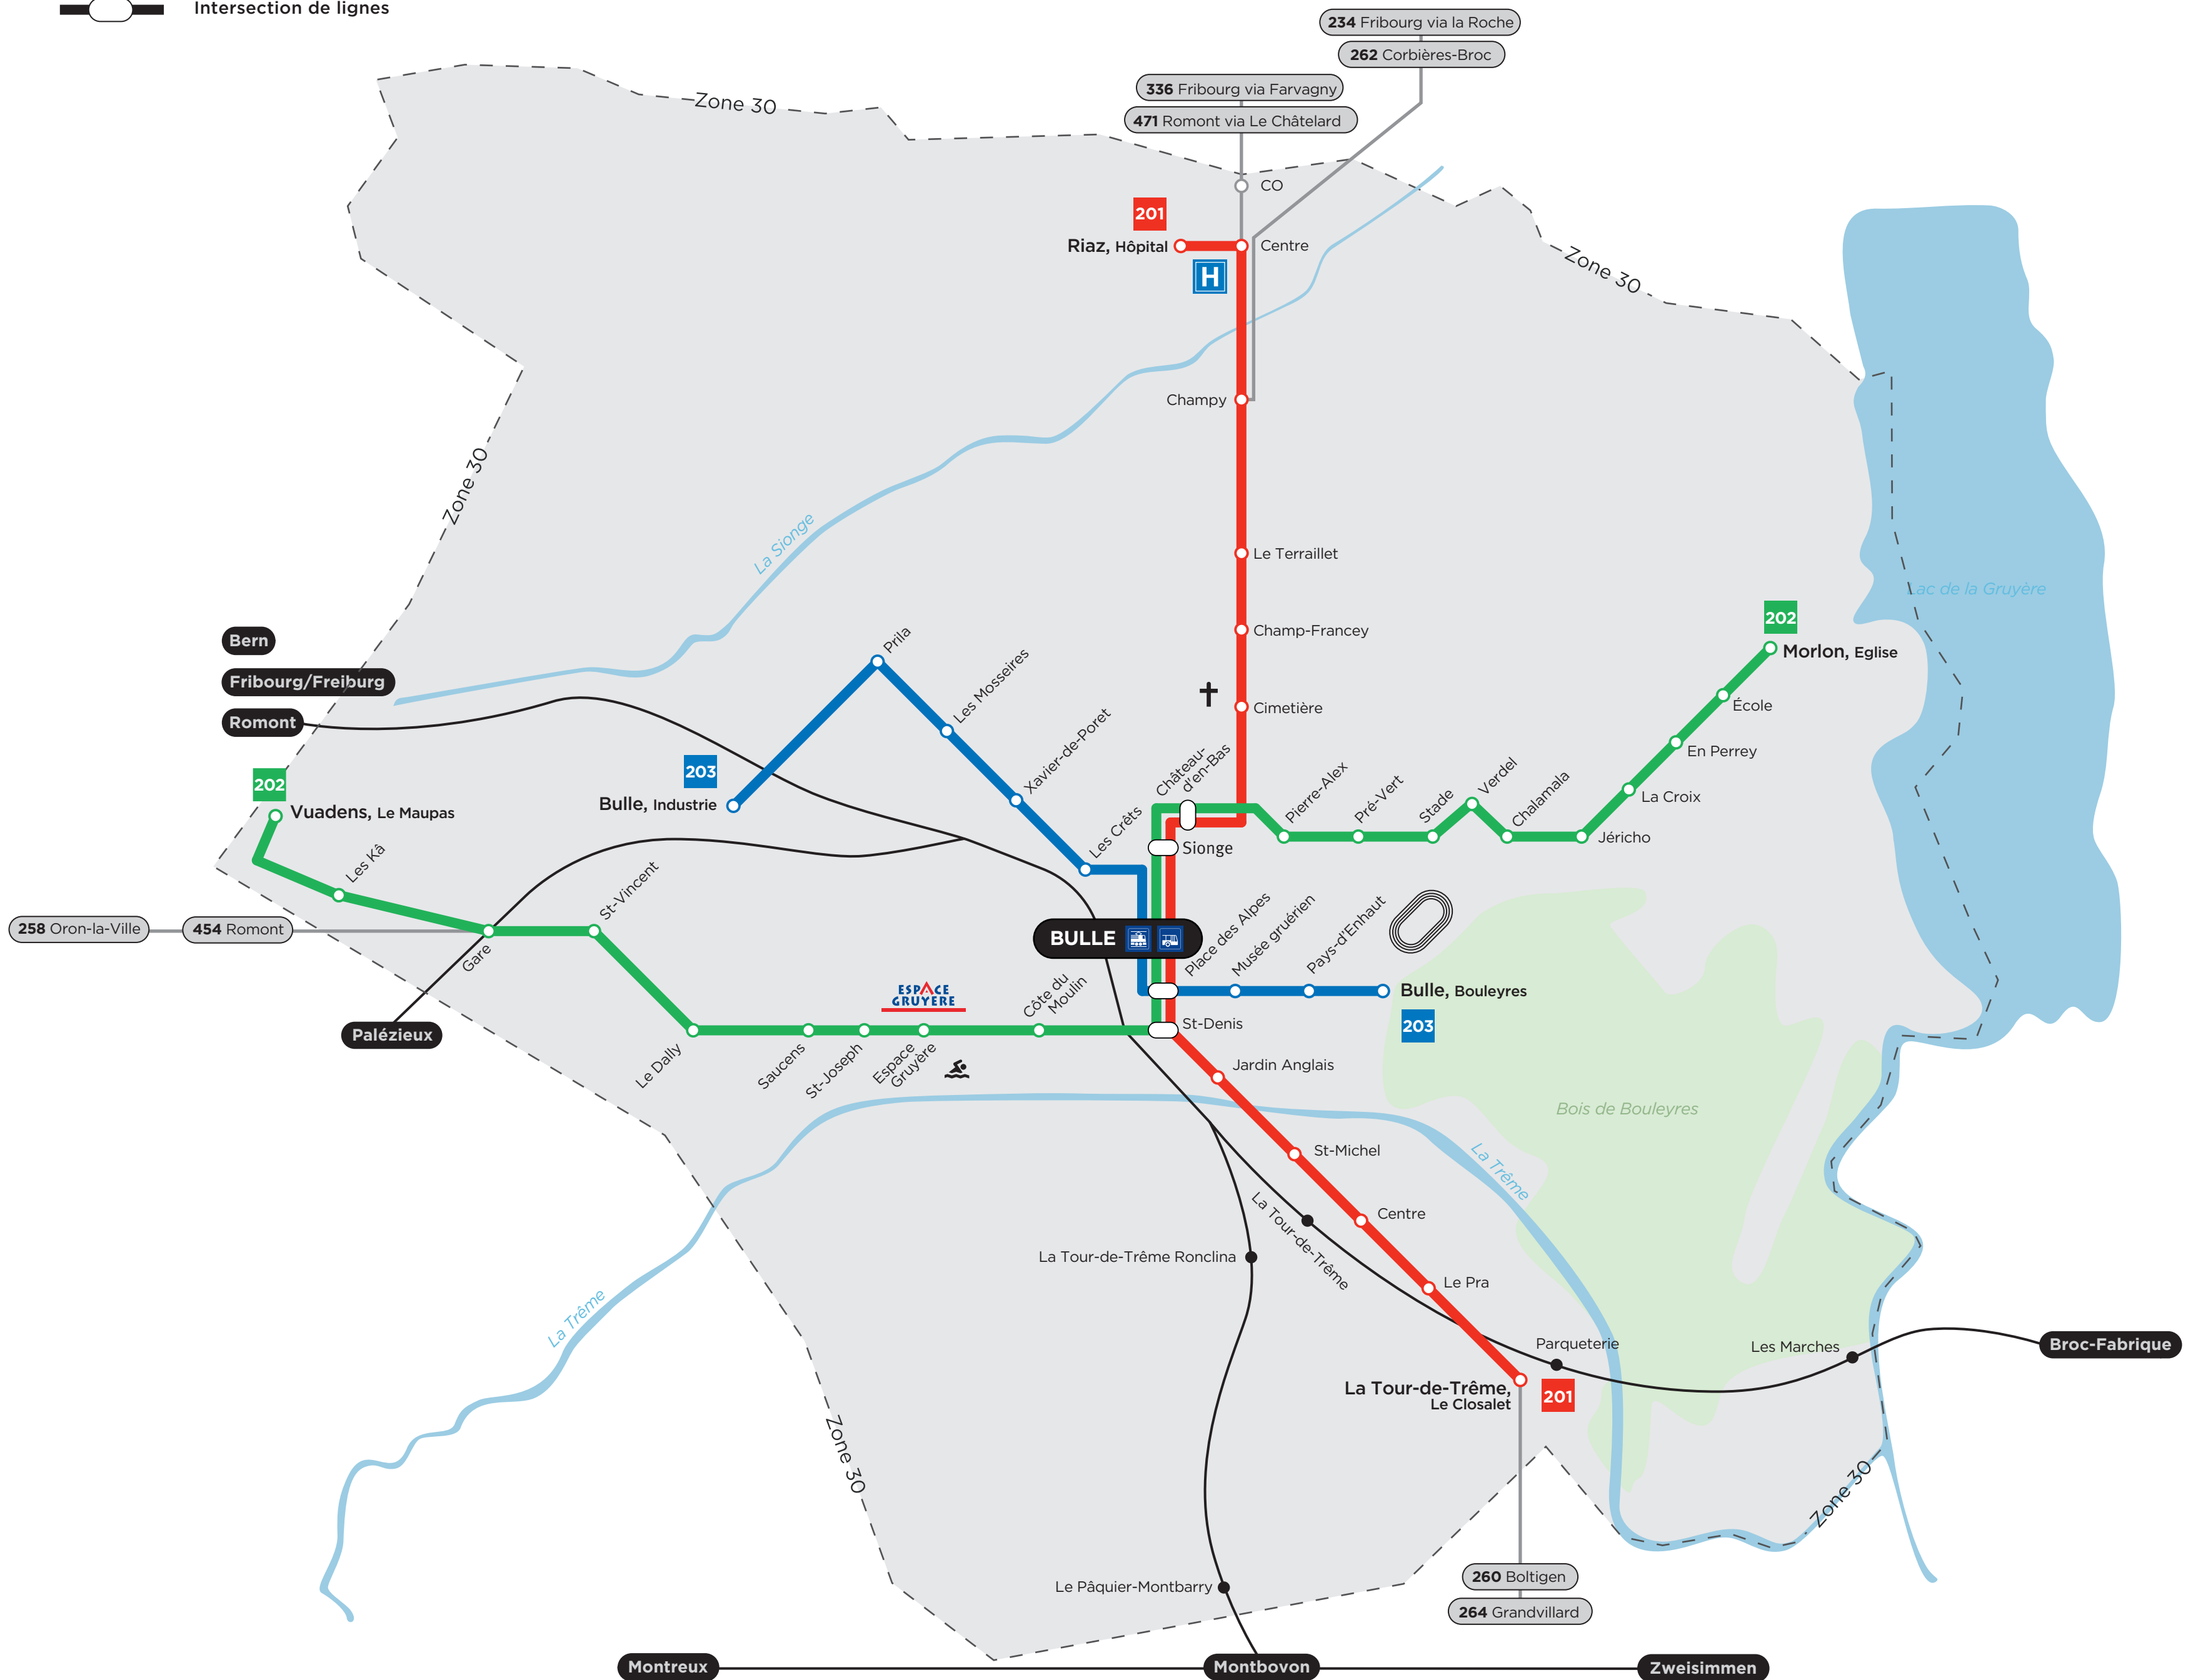 Intersection de lignes
234 Fribourg via la Roche
262 Corbières-Broc
336 Fribourg via Farvagny
471 Romont via Le Châtelard
Zone 30
CO
201
Riaz, Hôpital
Centre
H
Zone 30
Champy
Zone 30
La Sionge
Le Terraillet
Lac de la Gruyère
Champ-Francey
202
Morlon, Eglise
École
En Perrey
La Croix
Jéricho
Bern
Fribourg/Freiburg
Romont
Prila
Les Mosseires
Xavier-de-Poret
Les Crêts
Cimetière
203
Bulle, Industrie
202
Vuadens, Le Maupas
Les Kâ
Château-
d'en-Bas
Pierre-Alex
Pré-Vert
Stade
Verdel
Chalamala
Sionge
St-Vincent
258 Oron-la-Ville
454 Romont
Gare
BULLE
Place des Alpes
Musée gruérien
Pays-d'Enhaut
Bulle, Bouleyres
203
Palézieux
ESPACE
GRUYERE
Côte du
Moulin
St-Denis
Le Dally
Saucens
St-Joseph
Espace
Gruyère
Jardin Anglais
Bois de Bouleyres
St-Michel
La Trême
Centre
La Tour-de-Trême
La Tour-de-Trême Ronclina
Le Pra
La Trême
Parqueterie
Les Marches
Broc-Fabrique
La Tour-de-Trême,
Le Closalet
201
Zone 30
Zone 30
Le Pâquier-Montbarry
260 Boltigen
264 Grandvillard
Montreux
Montbovon
Zweisimmen